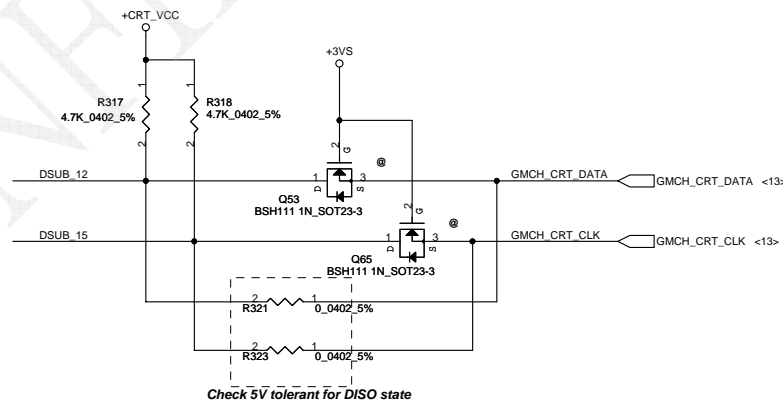 +CRT_VCC
+3VS
1
1
R317
4.7K_0402_5%
R318
4.7K_0402_5%
2
2
2
G
@
DSUB_12
1
3
D
S
GMCH_CRT_DATA
GMCH_CRT_DATA <13>
Q53
BSH111 1N_SOT23-3
2
G
@
DSUB_15
1
3
D
S
GMCH_CRT_CLK
GMCH_CRT_CLK <13>
Q65
BSH111 1N_SOT23-3
2
1
R321
0_0402_5%
2
1
R323
0_0402_5%
Check 5V tolerant for DISO state